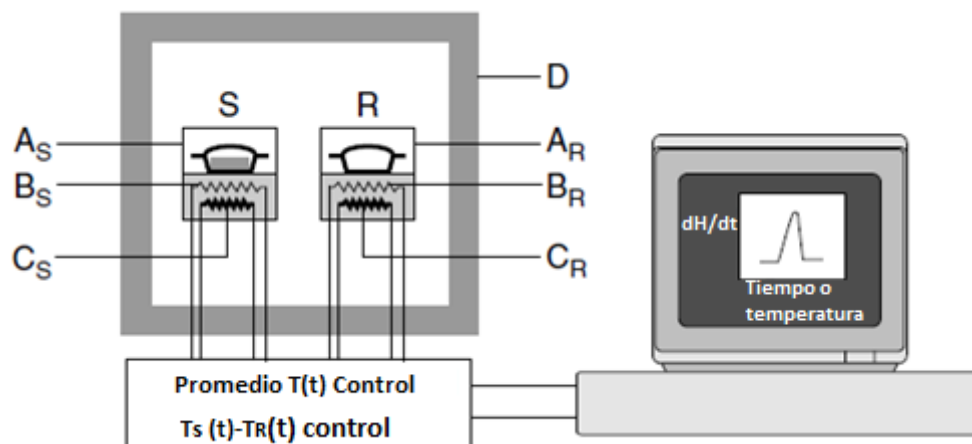 D
S R
A_S A_R
B_S B_R
C_S C_R
dH/dt
Tiempo o
temperatura
Promedio T(t) Control
Ts (t)-TR(t) control